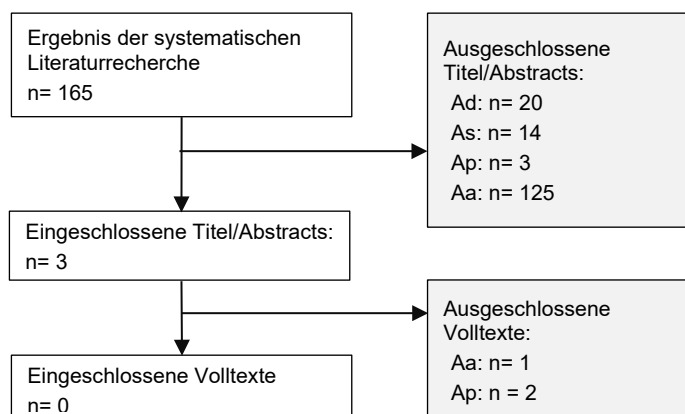 Ergebnis der systematischen
Literaturrecherche
n= 165
Ausgeschlossene
Titel/Abstracts:
Ad: n= 20
As: n= 14
Ap: n= 3
Aa: n= 125
Eingeschlossene Titel/Abstracts:
n= 3
Ausgeschlossene
Volltexte:
Aa: n= 1
Ap: n = 2
Eingeschlossene Volltexte
n= 0